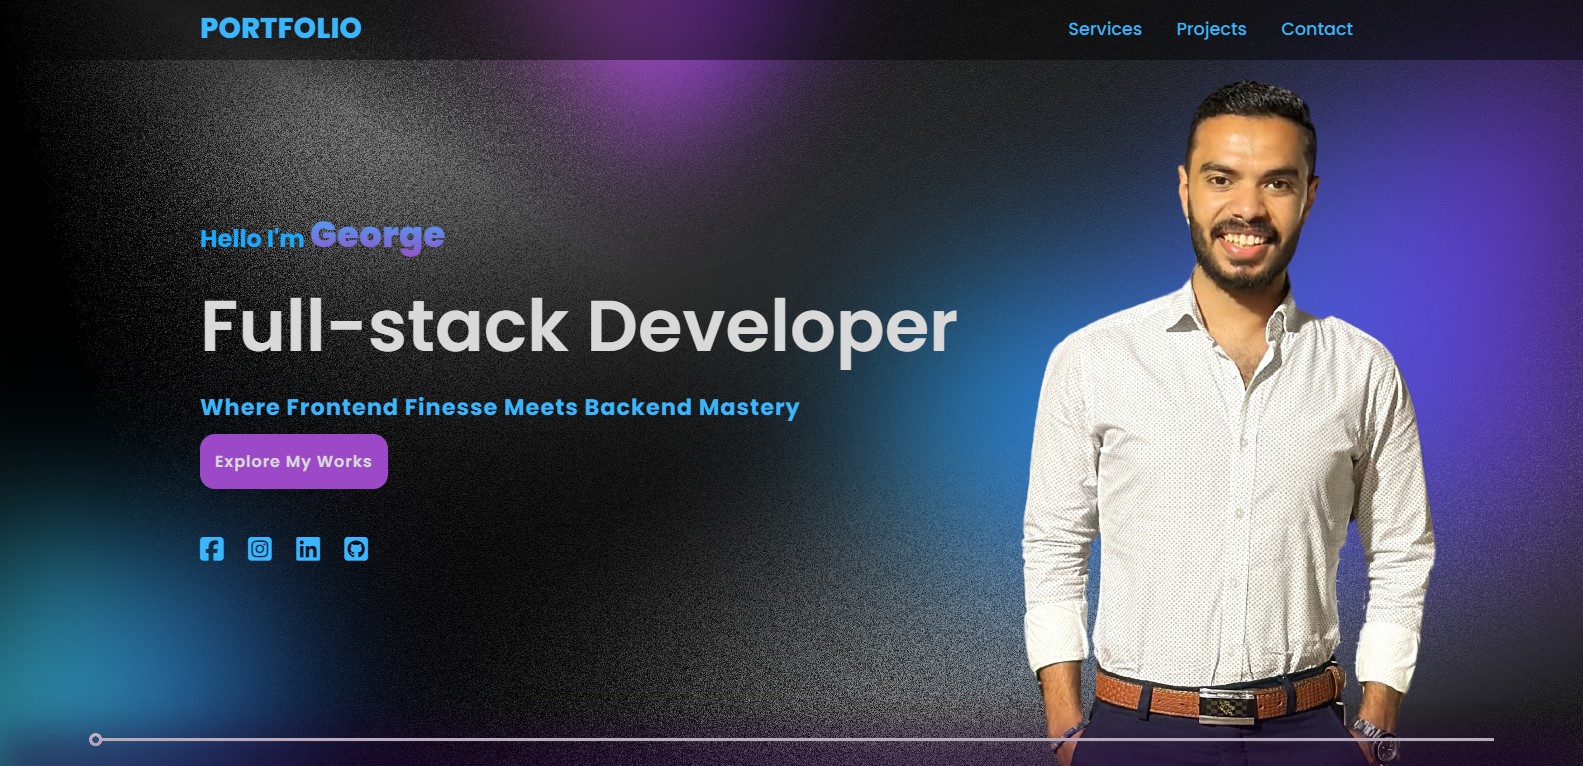 PORTFOLIO
Services Projects Contact
Hello I'm George
Full-stack Developer
Where Frontend Finesse Meets Backend Mastery
Explore My Works